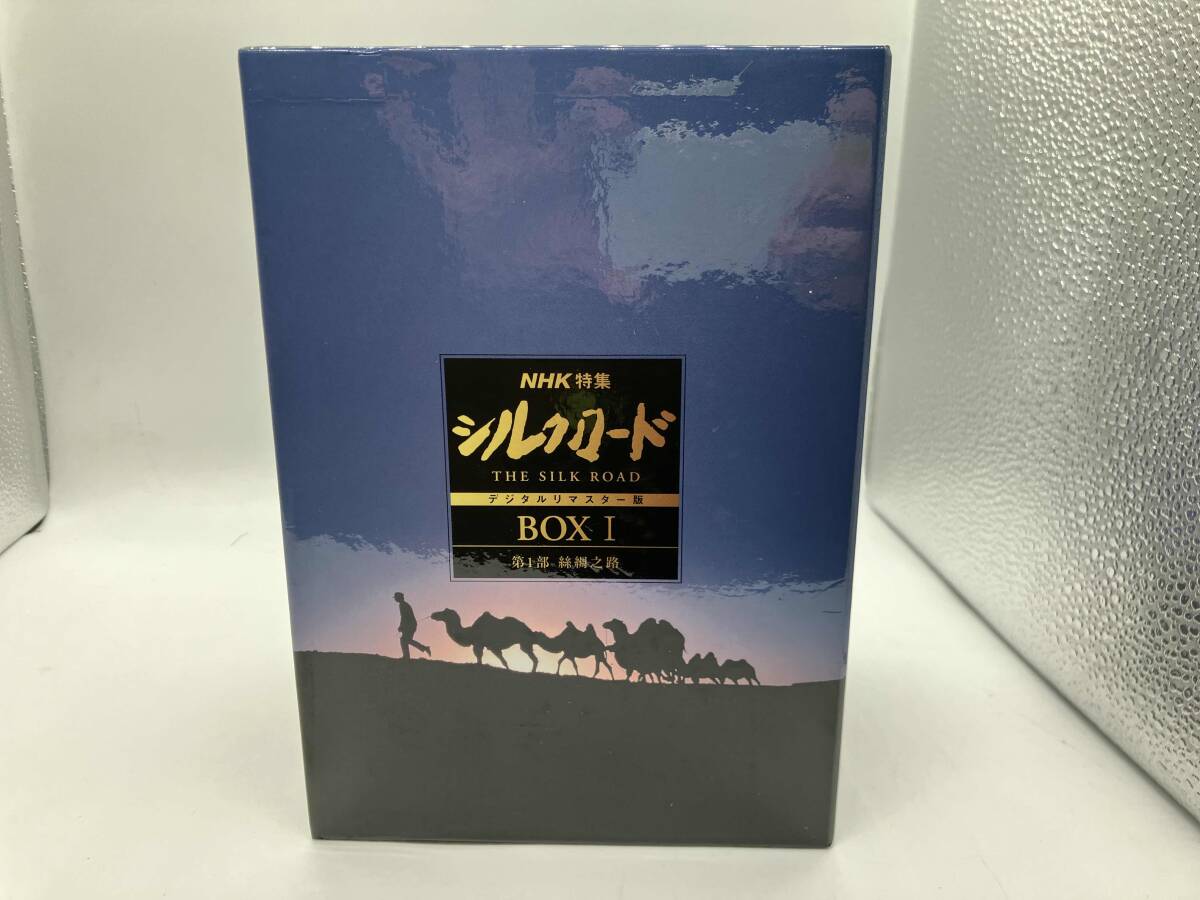 NHK特集
シルクロード
THE SILK ROAD
デジタルリマスター版
BOX I
第1部 絲綢之路